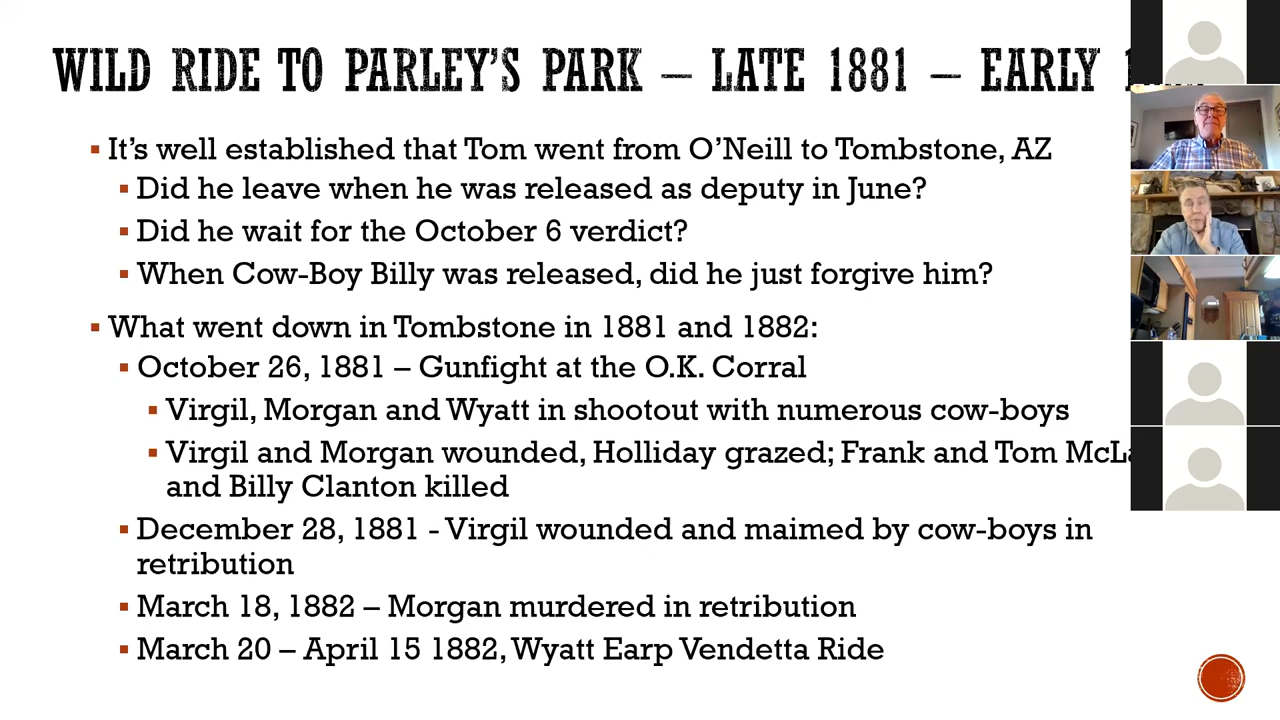 WILD RIDE TO PARLEY'S PARK – LATE 1881 – EARLY
It's well established that Tom went from O'Neill to Tombstone, AZ
Did he leave when he was released as deputy in June?
Did he wait for the October 6 verdict?
When Cow-Boy Billy was released, did he just forgive him?
What went down in Tombstone in 1881 and 1882:
October 26, 1881 – Gunfight at the O.K. Corral
Virgil, Morgan and Wyatt in shootout with numerous cow-boys
Virgil and Morgan wounded, Holliday grazed; Frank and Tom
and Billy Clanton killed
December 28, 1881 - Virgil wounded and maimed by cow-boys in
retribution
March 18, 1882 – Morgan murdered in retribution
March 20 – April 15 1882, Wyatt Earp Vendetta Ride